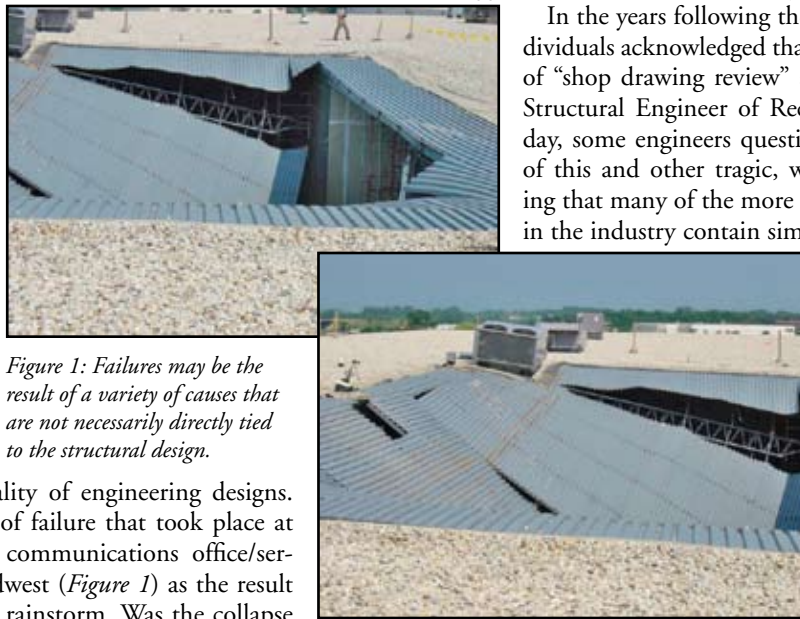 Figure 1: Failures may be the
result of a variety of causes that
are not necessarily directly tied
to the structural design.
ality of engineering designs.
of failure that took place at
communications office/ser-
dwest (Figure 1) as the result
rainstorm. Was the collapse
In the years following th
dividuals acknowledged tha
of “shop drawing review”
Structural Engineer of Rec
day, some engineers questi
of this and other tragic, w
ing that many of the more
in the industry contain sim